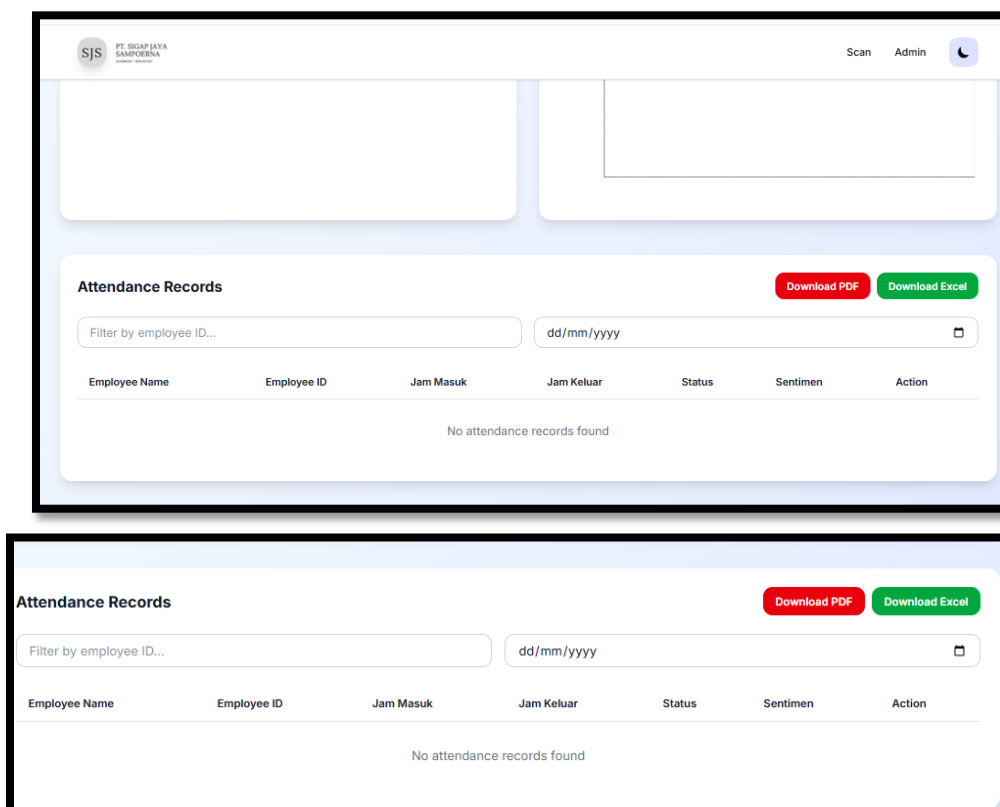 SJS
PT. SIGAP JAYA
SAMPOERNA
Scan Admin
Attendance Records
Download PDF Download Excel
Filter by employee ID... dd/mm/yyyy
Employee Name Employee ID Jam Masuk Jam Keluar Status Sentimen Action
No attendance records found
Attendance Records
Download PDF Download Excel
Filter by employee ID... dd/mm/yyyy
Employee Name Employee ID Jam Masuk Jam Keluar Status Sentimen Action
No attendance records found